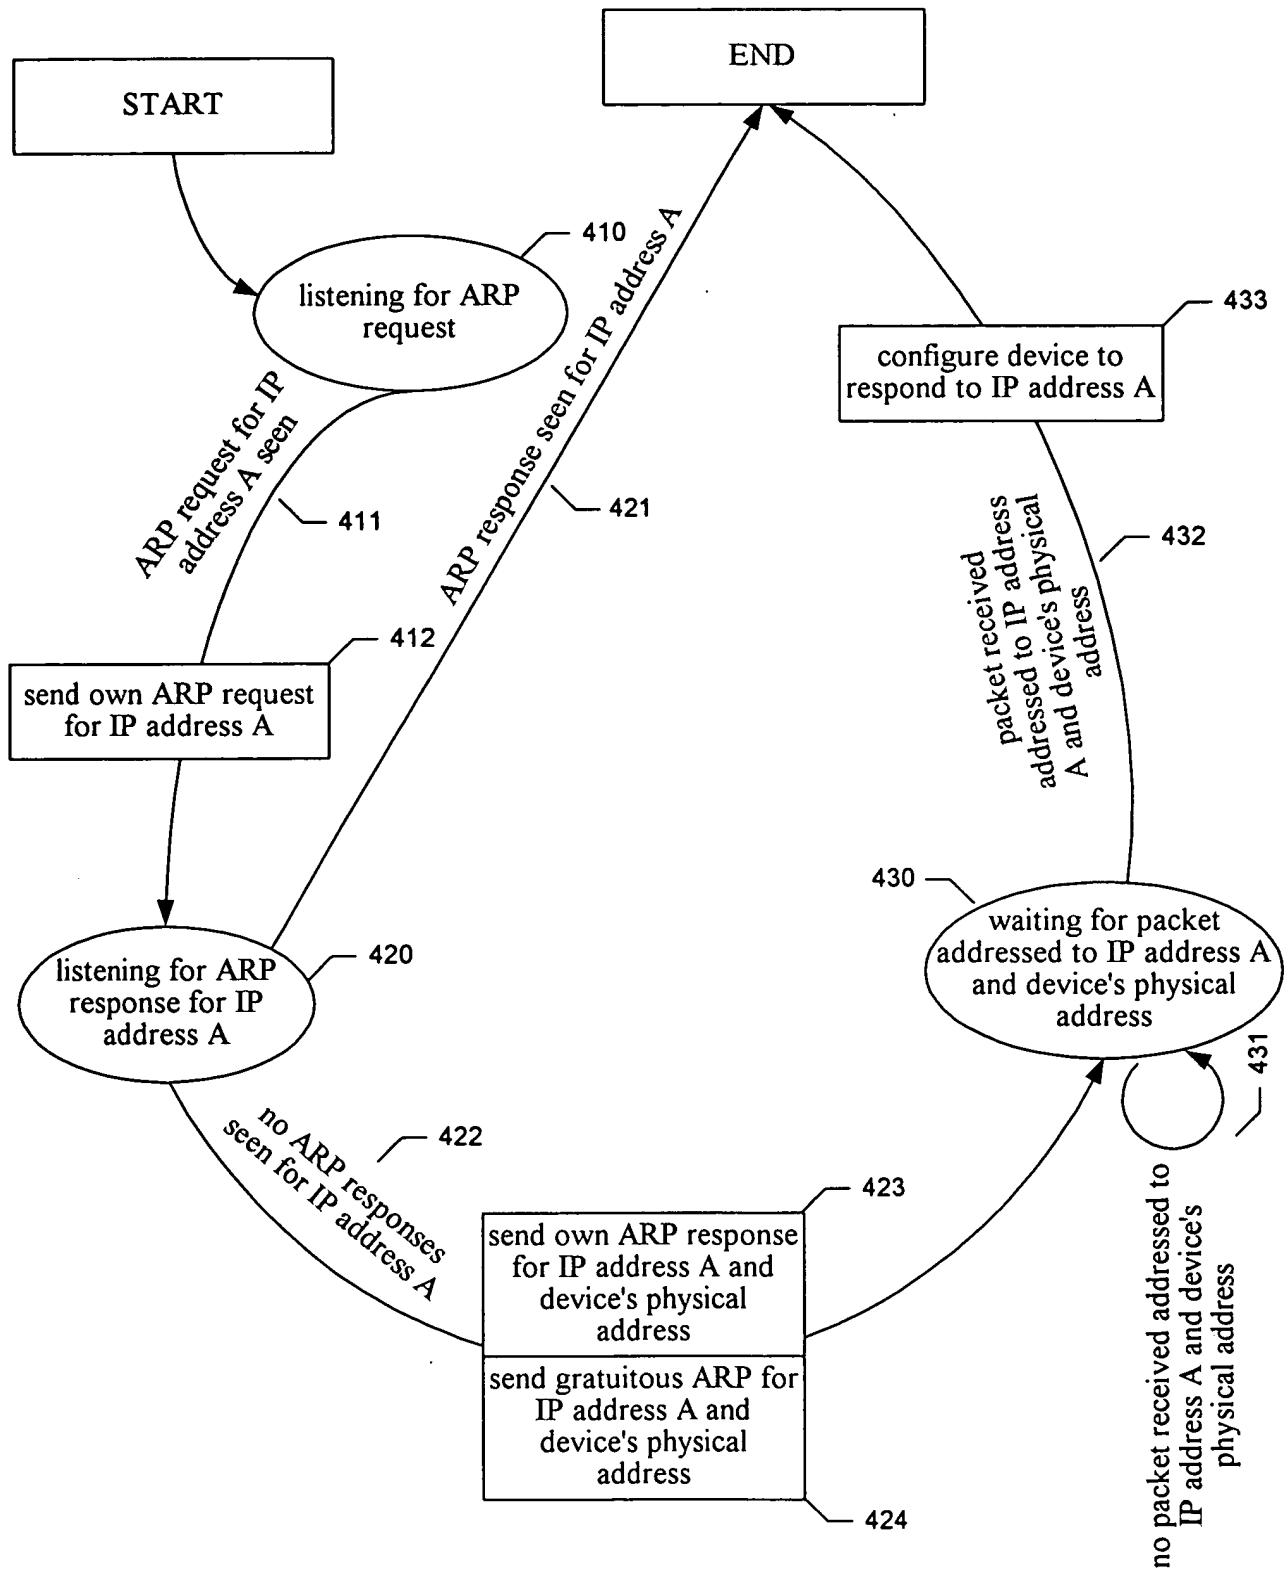 END
START
410
listening for ARP
request
ARP request for IP
address A seen
411
ARP response seen for IP address A
421
433
configure device to
respond to IP address A
packet received
addressed to IP address
A and device's physical
address
432
412
send own ARP request
for IP address A
430
waiting for packet
addressed to IP address A
and device's physical
address
420
listening for ARP
response for IP
address A
431
no packet received addressed to
IP address A and device's
physical address
no ARP responses
seen for IP address A
422
423
send own ARP response
for IP address A and
device's physical
address
send gratuitous ARP for
IP address A and
device's physical
address
424